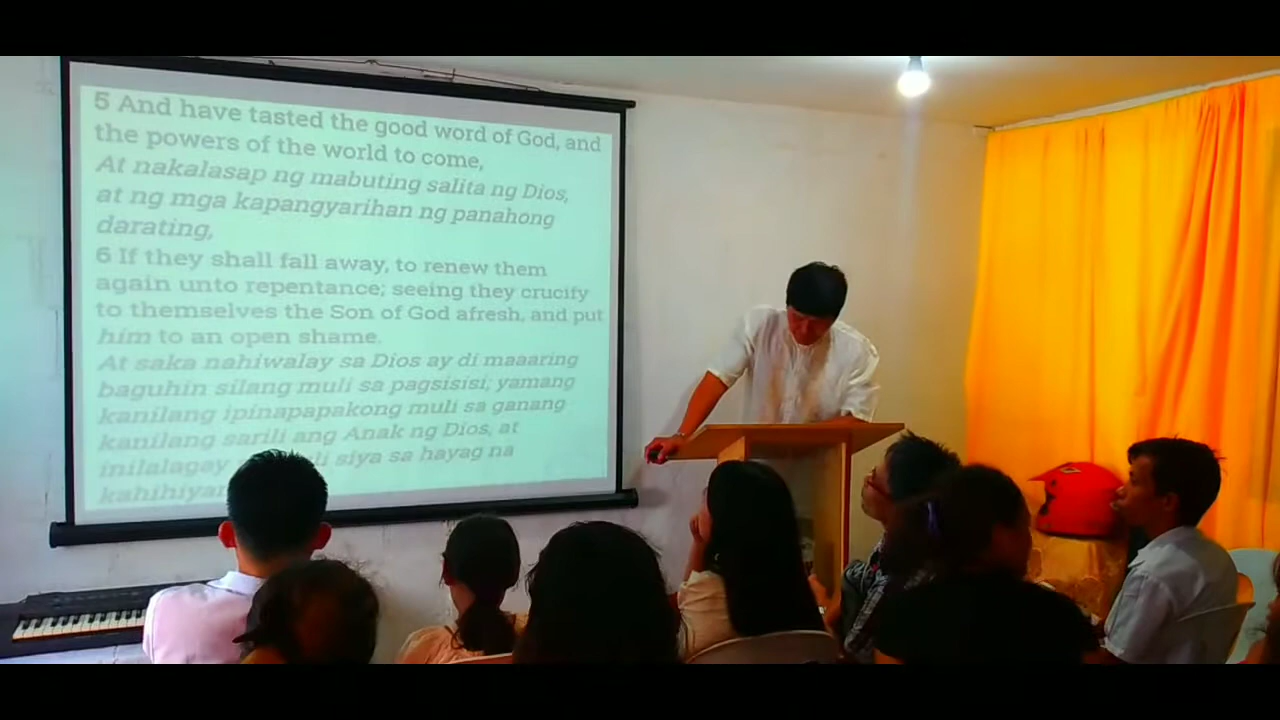 5 And have tasted the good word of God, and
the powers of the world to come,
At nakalasap ng mabuting salita ng Dios,
at ng mga kapangyarihan ng panahong
darating,
6 If they shall fall away, to renew them
again unto repentance; seeing they crucify
to themselves the Son of God afresh, and put
him to an open shame.
At saka nahiwalay sa Dios ay di maaaring
baguhin silang muli sa pagsisisi; yamang
kanilang ipinapapakong muli sa ganang
kanilang sarili ang Anak ng Dios, at
inilalagay siya sa hayag na